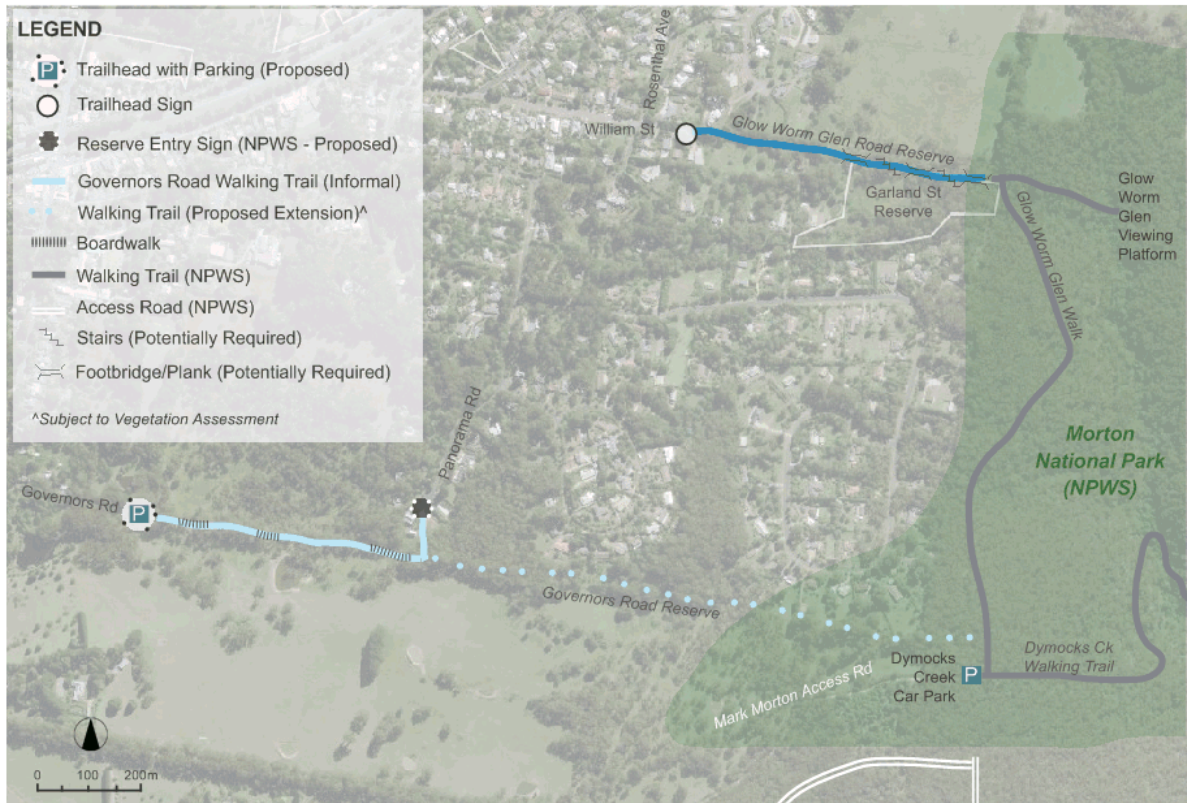 LEGEND
P
Trailhead with Parking (Proposed)
Trailhead Sign
Reserve Entry Sign (NPWS - Proposed)
Governors Road Walking Trail (Informal)
Walking Trail (Proposed Extension)^
Boardwalk
Walking Trail (NPWS)
Access Road (NPWS)
Stairs (Potentially Required)
Footbridge/Plank (Potentially Required)
^Subject to Vegetation Assessment
Rosenthal Ave
William St
Glow Worm Glen Road Reserve
Garland St
Reserve
Glow
Worm
Glen
Viewing
Platform
Glow Worm Glen Walk
Morton
National Park
(NPWS)
Panorama Rd
Governors Rd
P
Governors Road Reserve
Dymocks
Creek
Car Park
P
Dymocks Ck
Walking Trail
Mark Morton Access Rd
0 100 200m